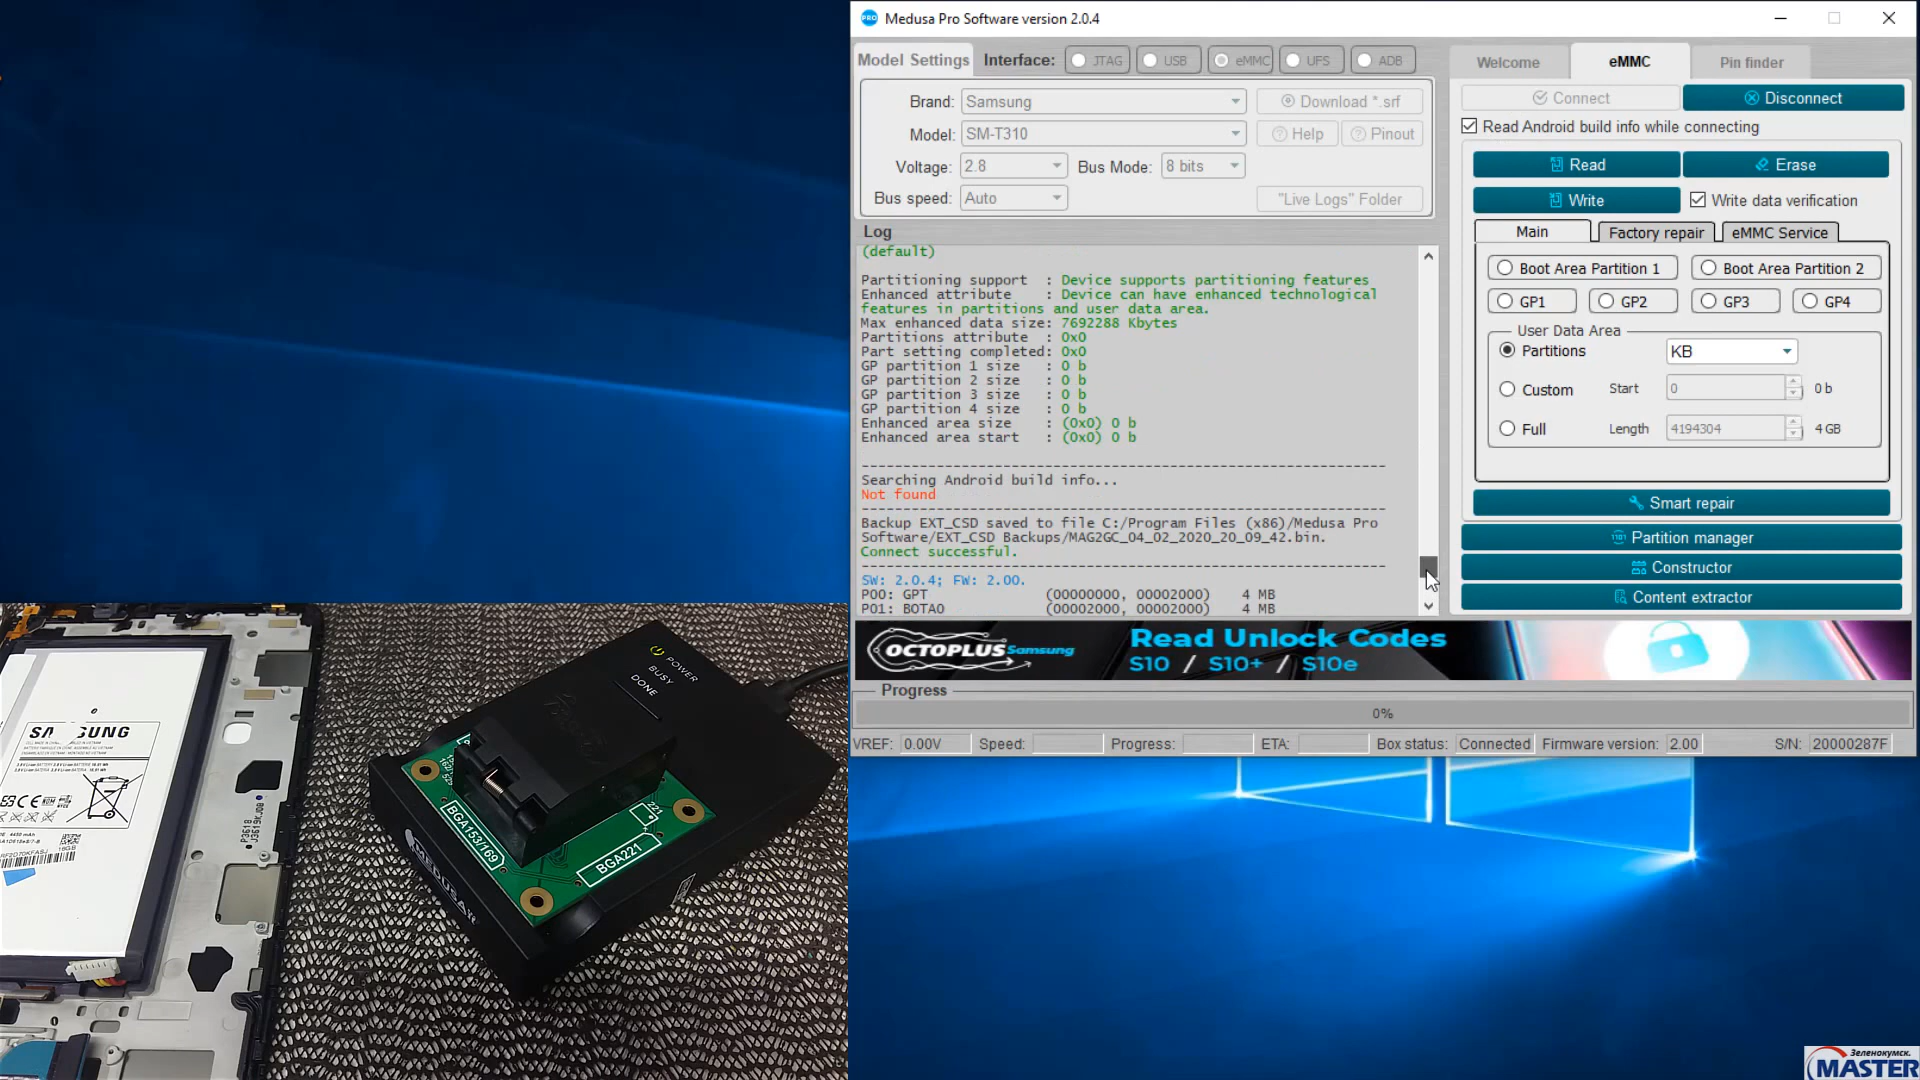 Medusa Pro Software version 2.0.4
Model Settings
Interface:
JTAG
USB
eMMC
UFS
ADB
Welcome
eMMC
Pin finder
Brand: Samsung
Download *.srf
Model: SM-T310
Help
Pinout
Voltage: 2.8
Bus Mode: 8 bits
Bus speed: Auto
"Live Logs" Folder
Connect
Disconnect
Read Android build info while connecting
Read
Erase
Write
Write data verification
Main
Factory repair
eMMC Service
Boot Area Partition 1
Boot Area Partition 2
GP1
GP2
GP3
GP4
User Data Area
Partitions
KB
Custom
Start
0
0 b
Full
Length
4194304
4 GB
Smart repair
Partition manager
Constructor
Content extractor
Log
(default)
Partitioning support : Device supports partitioning features
Enhanced attribute : Device can have enhanced technological
features in partitions and user data area.
Max enhanced data size: 7692288 Kbytes
Partitions attribute : 0x0
Part setting completed: 0x0
GP partition 1 size : 0 b
GP partition 2 size : 0 b
GP partition 3 size : 0 b
GP partition 4 size : 0 b
Enhanced area size : (0x0) 0 b
Enhanced area start : (0x0) 0 b
----------------------------------------------------------------
Searching Android build info...
Not found
----------------------------------------------------------------
Backup EXT_CSD saved to file C:/Program Files (x86)/Medusa Pro
Software/EXT_CSD Backups/MAG2GC_04_02_2020_20_09_42.bin.
Connect successful.
----------------------------------------------------------------
SW: 2.0.4; FW: 2.00.
P00: GPT (00000000, 00002000) 4 MB
P01: BOTA0 (00002000, 00002000) 4 MB
OCTOPLUS Samsung
Read Unlock Codes
S10 / S10+ / S10e
Progress
0%
VREF: 0.00V
Speed:
Progress:
ETA:
Box status: Connected
Firmware version: 2.00
S/N: 20000287F
POWER
BUSY
DONE
BGA153/169
BGA221
221
MEDUSA
SAMSUNG
P3618
Зеленокумск.
MASTER